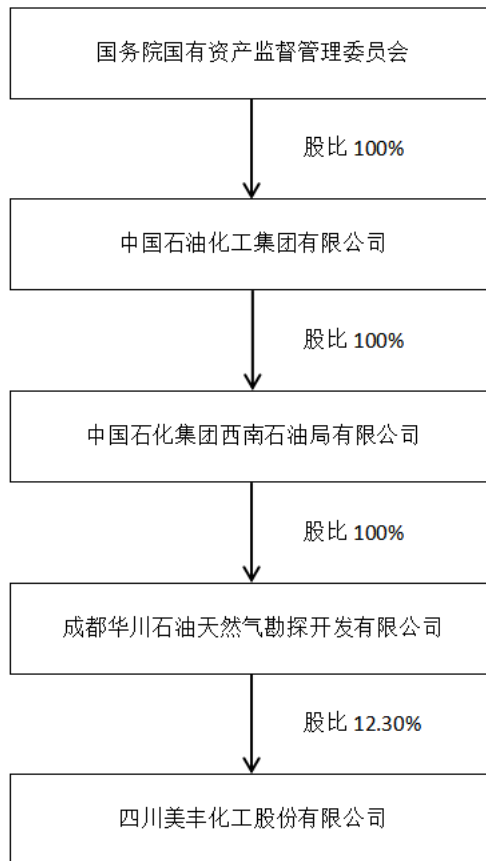 国务院国有资产监督管理委员会
股比 100%
中国石油化工集团有限公司
股比 100%
中国石化集团西南石油局有限公司
股比 100%
成都华川石油天然气勘探开发有限公司
股比 12.30%
四川美丰化工股份有限公司